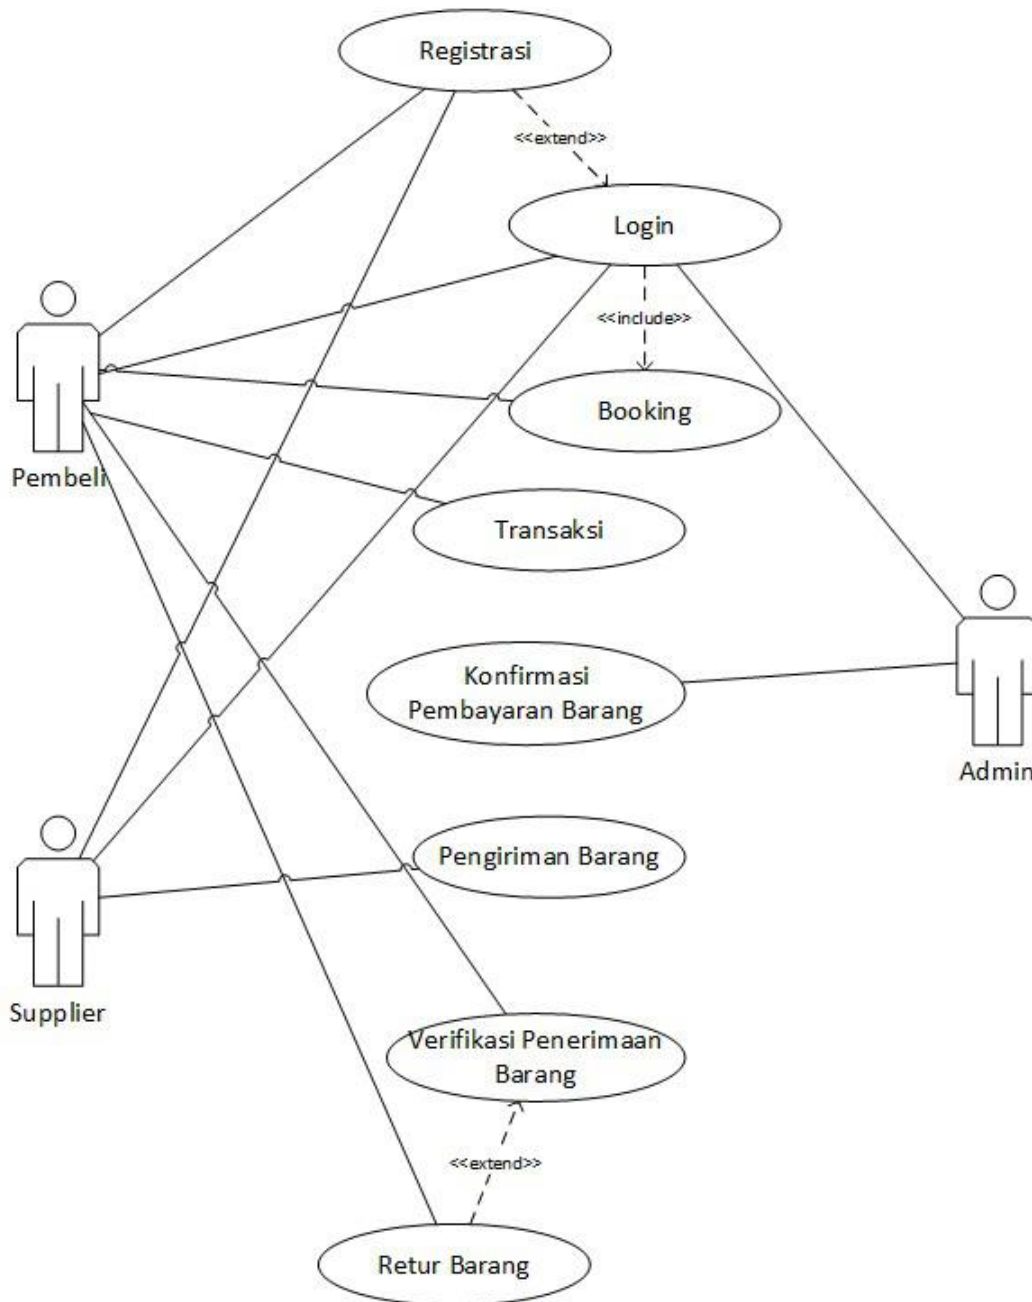 Registrasi
<<extend>>
Login
<<include>>
Booking
Pembeli
Transaksi
Konfirmasi
Pembayaran Barang
Admin
Pengiriman Barang
Supplier
Verifikasi Penerimaan
Barang
<<extend>>
Retur Barang